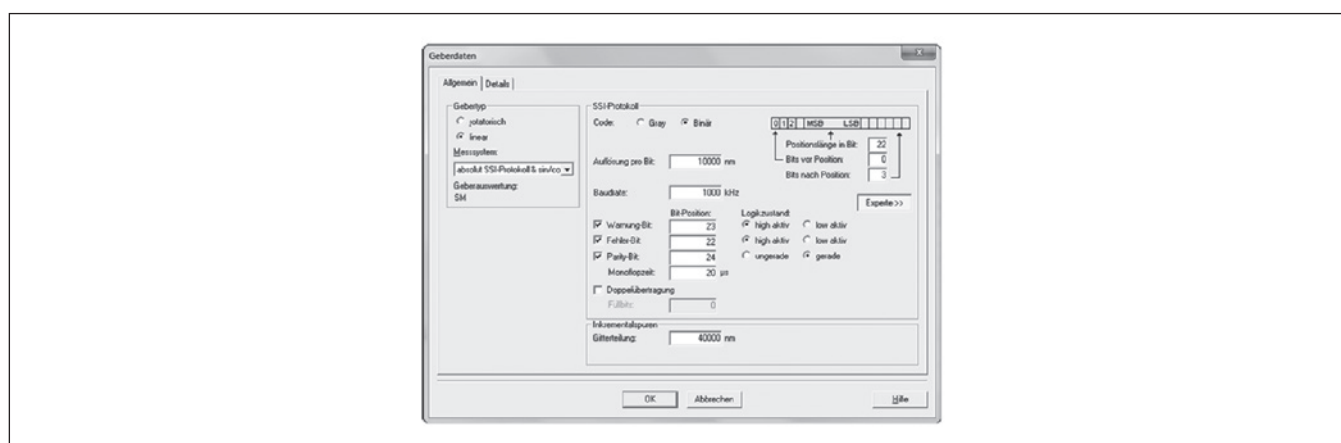 Geberdaten
Allgemein Details
Gebertyp
rotatorisch
linear
Messsystem:
absolut SSI-Protokoll & sin/co
Geberauswertung:
SM
SSI-Protokoll
Code: Gray Binär
0 1 2 MSB LSB
Positionslänge in Bit: 22
Bits vor Position: 0
Bits nach Position: 3
Auflösung pro Bit: 10000 nm
Baudrate: 1000 kHz
Experte >>
Bit-Position: Logikzustand:
Warnung-Bit: 23 high aktiv low aktiv
Fehler-Bit: 22 high aktiv low aktiv
Parity-Bit: 24 ungerade gerade
Monoflopzeit: 20 µs
Doppelübertragung
Füllbits: 0
Inkrementalspuren
Gitterteilung: 40000 nm
OK Abbrechen Hilfe